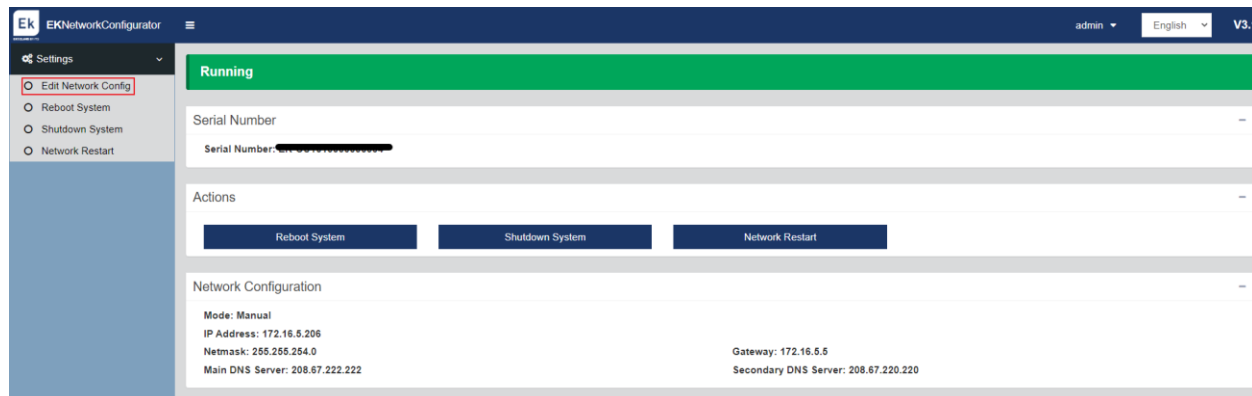 Ek EKNetworkConfigurator admin English V3.
Settings
Edit Network Config
Reboot System
Shutdown System
Network Restart
Running
Serial Number
Serial Number:
Actions
Reboot System Shutdown System Network Restart
Network Configuration
Mode: Manual
IP Address: 172.16.5.206
Netmask: 255.255.254.0 Gateway: 172.16.5.5
Main DNS Server: 208.67.222.222 Secondary DNS Server: 208.67.220.220